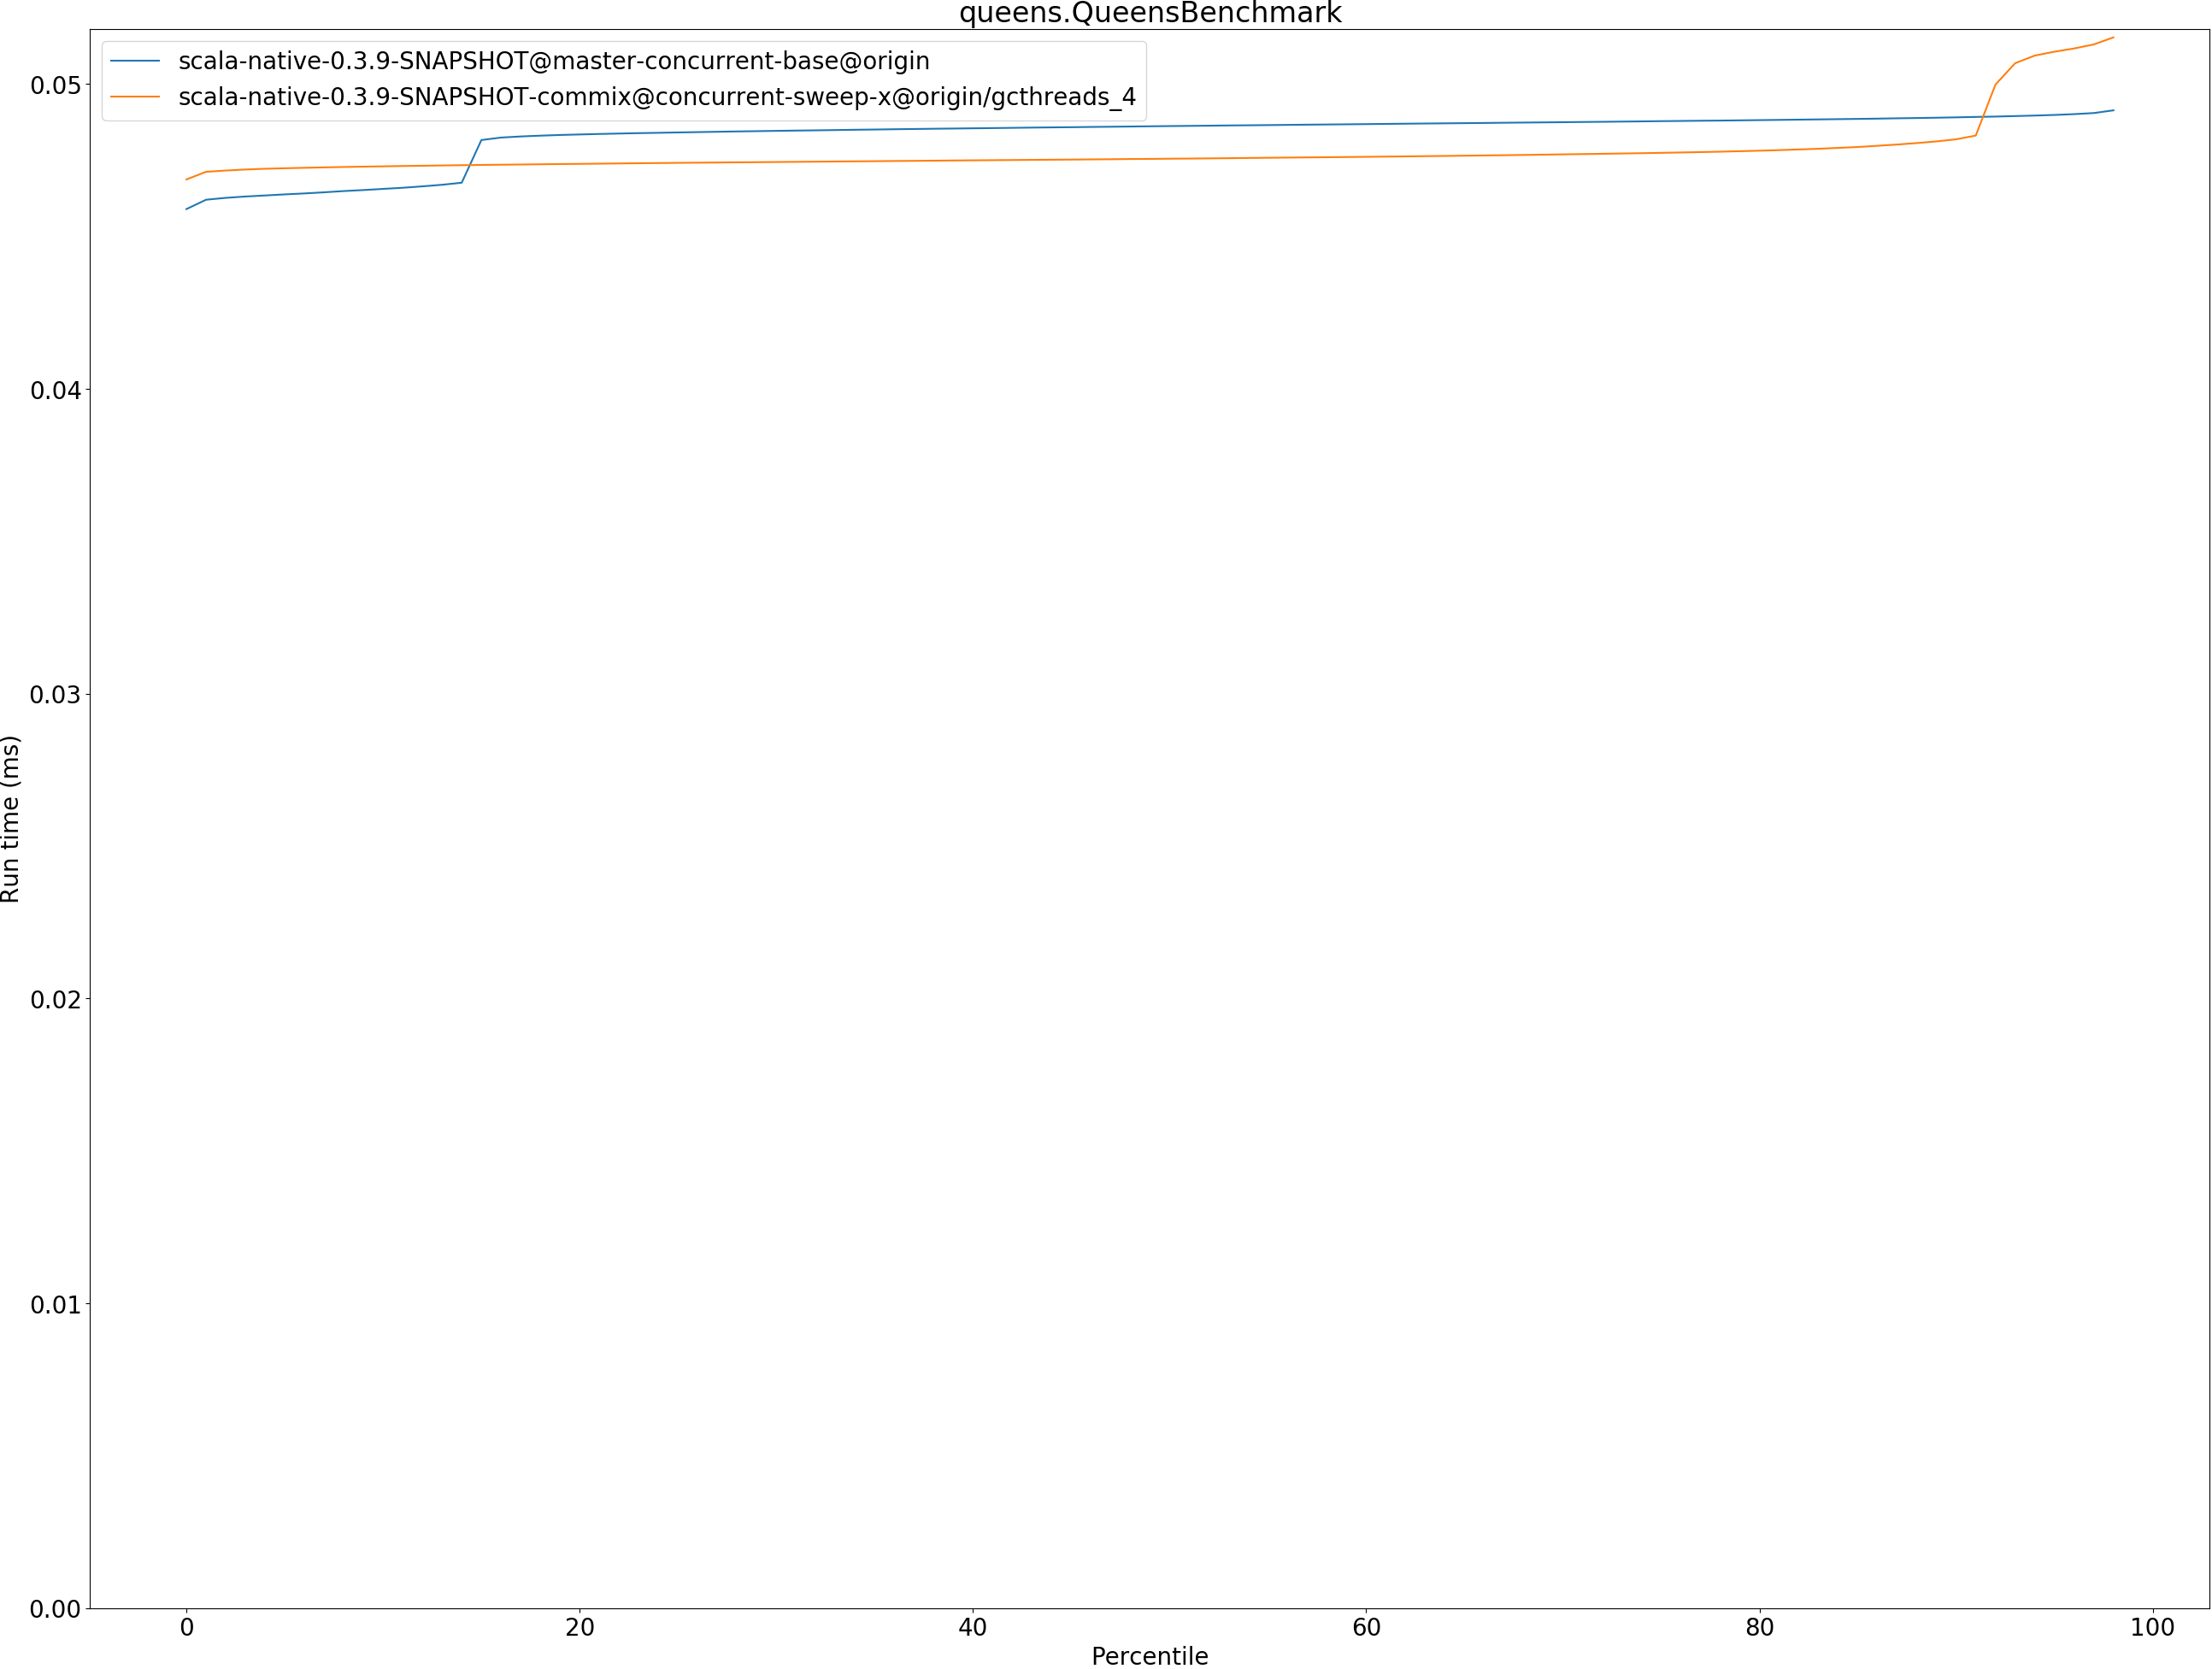 queens.QueensBenchmark
scala-native-0.3.9-SNAPSHOT@master-concurrent-base@origin
scala-native-0.3.9-SNAPSHOT-commix@concurrent-sweep-x@origin/gcthreads_4
0.05
0.04
0.03
0.02
0.01
0.00
Run time (ms)
0 20 40 60 80 100
Percentile